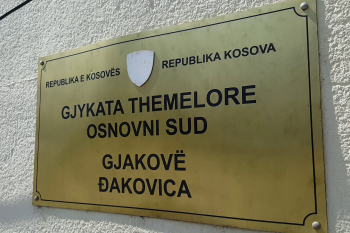 REPUBLIKA E KOSOVËS REPUBLIKA KOSOVA
GJYKATA THEMELORE
OSNOVNI SUD
GJAKOVË
ĐAKOVICA